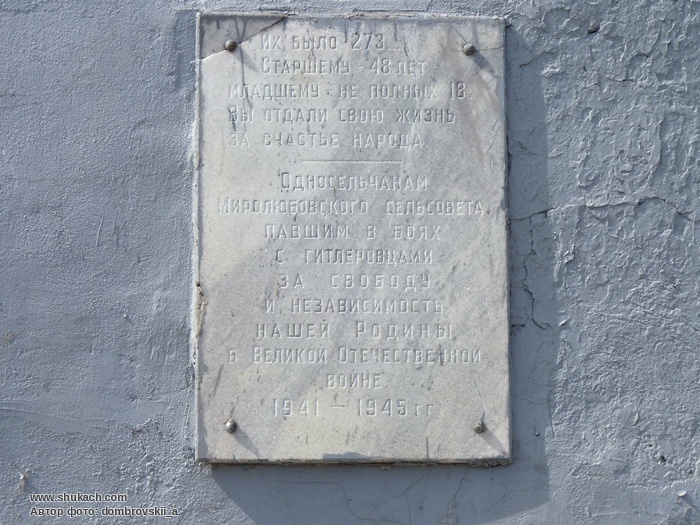 Их было 273...
Старшему - 48 лет,
младшему - не полных 18.
Вы отдали свою жизнь
за счастье народа.
Односельчанам
Миролюбовского сельсовета,
павшим в боях
с гитлеровцами
за свободу
и независимость
нашей Родины
в Великой Отечественной
войне
1941 — 1945 гг.
www.shukach.com
Автор фото: dombrovskii_a